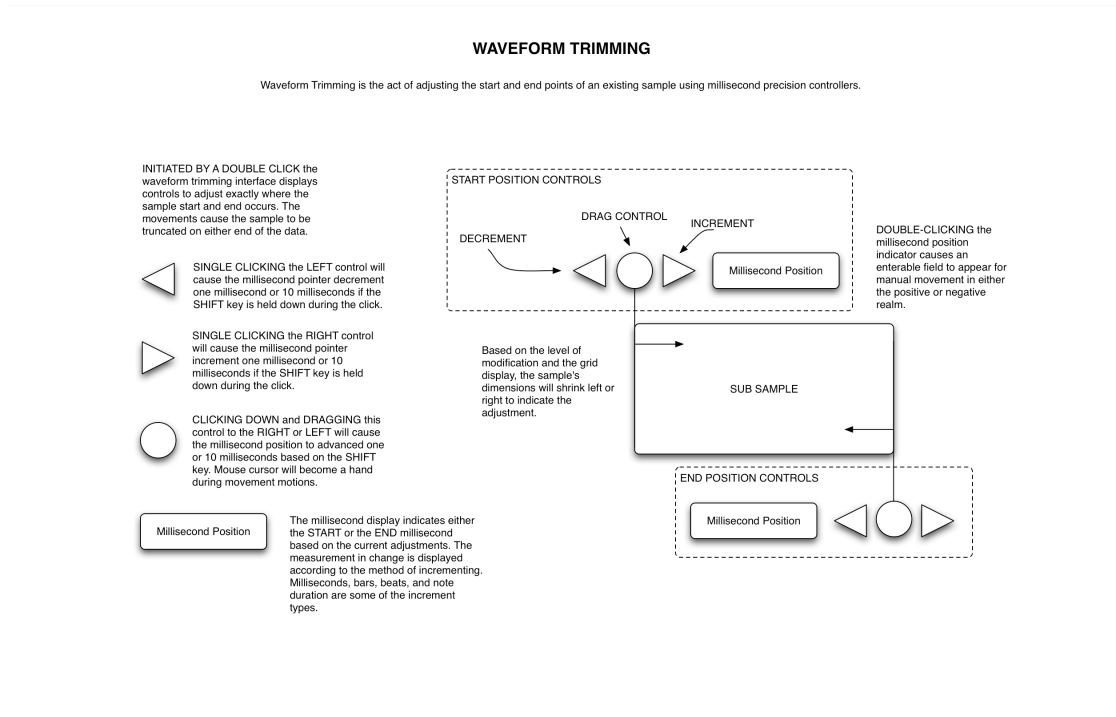 WAVEFORM TRIMMING
Waveform Trimming is the act of adjusting the start and end points of an existing sample using millisecond precision controllers.
INITIATED BY A DOUBLE CLICK the
waveform trimming interface displays
controls to adjust exactly where the
sample start and end occurs. The
movements cause the sample to be
truncated on either end of the data.
SINGLE CLICKING the LEFT control will
cause the millisecond pointer decrement
one millisecond or 10 milliseconds if the
SHIFT key is held down during the click.
SINGLE CLICKING the RIGHT control
will cause the millisecond pointer
increment one millisecond or 10
milliseconds if the SHIFT key is held
down during the click.
CLICKING DOWN and DRAGGING this
control to the RIGHT or LEFT will cause
the millisecond position to advanced one
or 10 milliseconds based on the SHIFT
key. Mouse cursor will become a hand
during movement motions.
Millisecond Position
The millisecond display indicates either
the START or the END millisecond
based on the current adjustments. The
measurement in change is displayed
according to the method of incrementing.
Milliseconds, bars, beats, and note
duration are some of the increment
types.
START POSITION CONTROLS
DRAG CONTROL
INCREMENT
DECREMENT
Millisecond Position
DOUBLE-CLICKING the
millisecond position
indicator causes an
enterable field to appear for
manual movement in either
the positive or negative
realm.
Based on the level of
modification and the grid
display, the sample's
dimensions will shrink left or
right to indicate the
adjustment.
SUB SAMPLE
END POSITION CONTROLS
Millisecond Position